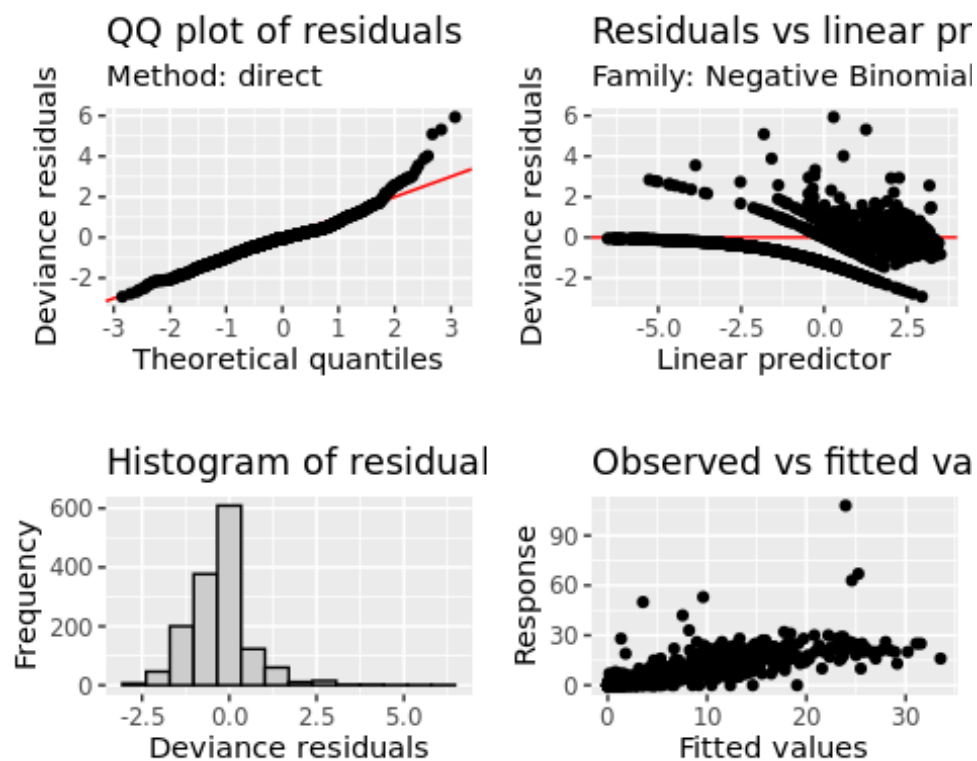 QQ plot of residuals
Method: direct
Deviance residuals
6
4
2
0
-2
-3 -2 -1 0 1 2 3
Theoretical quantiles
Residuals vs linear pr
Family: Negative Binomial
Deviance residuals
6
4
2
0
-2
-5.0 -2.5 0.0 2.5
Linear predictor
Histogram of residual
Frequency
600
400
200
0
-2.5 0.0 2.5 5.0
Deviance residuals
Observed vs fitted va
Response
90
60
30
0
0 10 20 30
Fitted values